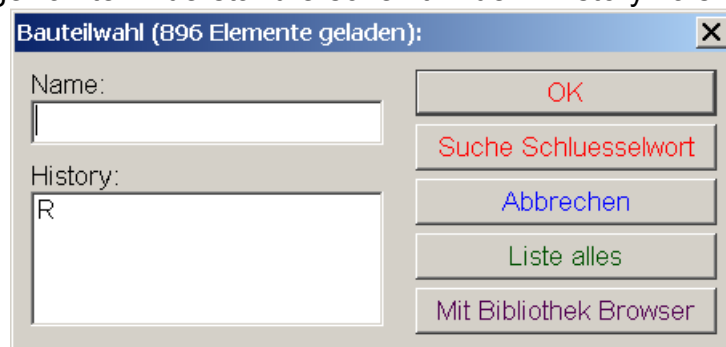 Bauteilwahl (896 Elemente geladen):
Name:
OK
Suche Schluesselwort
History:
R
Abbrechen
Liste alles
Mit Bibliothek Browser